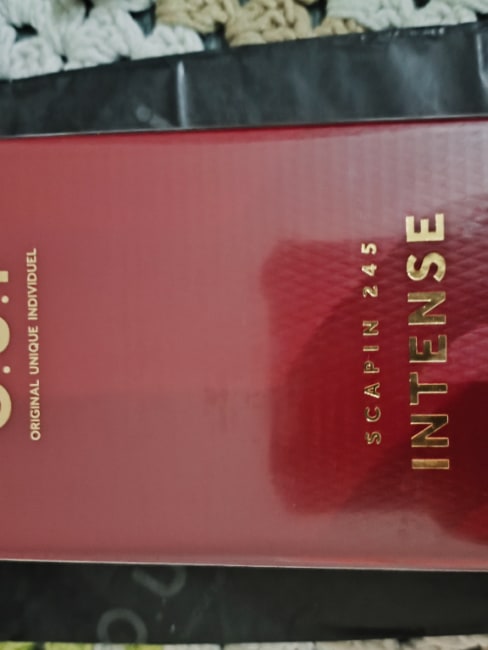 ORIGINAL UNIQUE INDIVIDUEL
SCAPIN 245
INTENSE